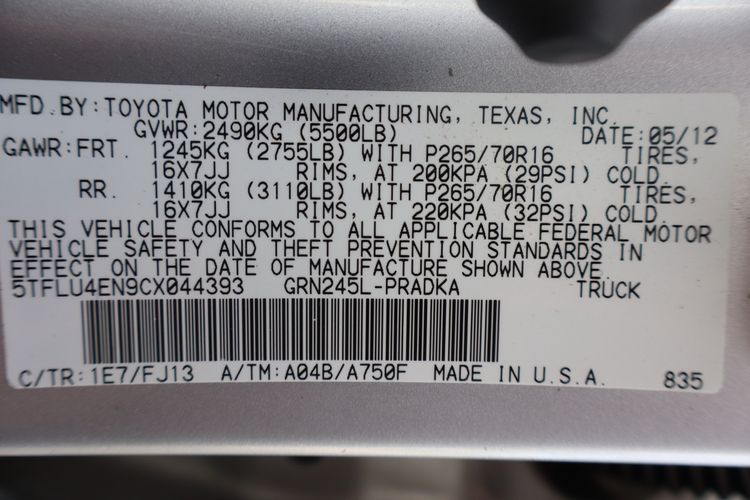 MFD.BY:TOYOTA MOTOR MANUFACTURING, TEXAS, INC.
GVWR:2490KG (5500LB) DATE:05/12
GAWR:FRT. 1245KG (2755LB) WITH P265/70R16 TIRES,
16X7JJ RIMS, AT 200KPA (29PSI) COLD.
RR. 1410KG (3110LB) WITH P265/70R16 TIRES,
16X7JJ RIMS, AT 220KPA (32PSI) COLD.
THIS VEHICLE CONFORMS TO ALL APPLICABLE FEDERAL MOTOR
VEHICLE SAFETY AND THEFT PREVENTION STANDARDS IN
EFFECT ON THE DATE OF MANUFACTURE SHOWN ABOVE.
5TFLU4EN9CX044393 GRN245L-PRADKA TRUCK
C/TR:1E7/FJ13 A/TM:A04B/A750F MADE IN U.S.A. 835